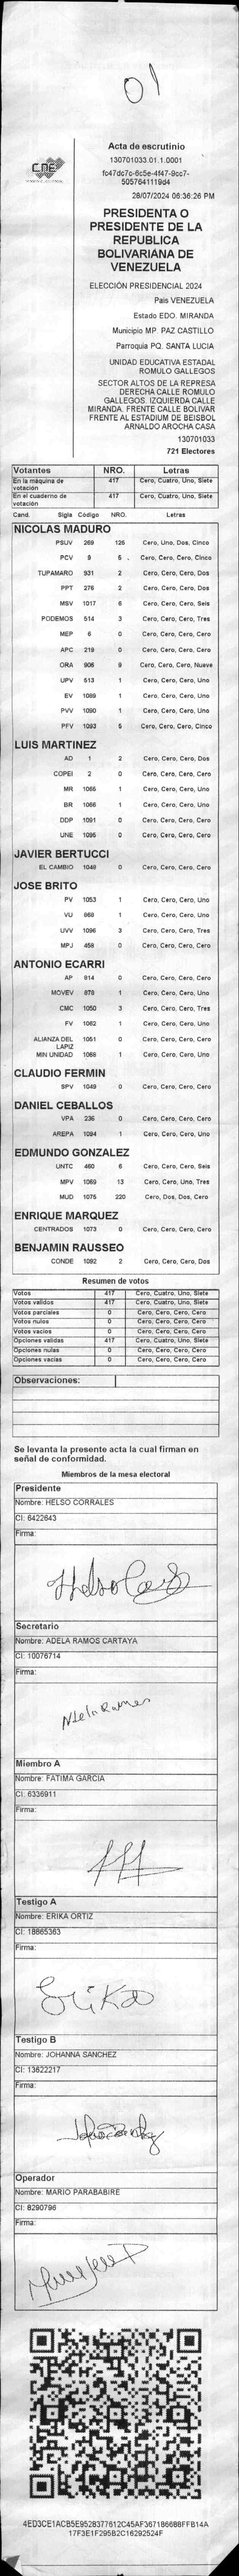 01
CNE
Acta de escrutinio
130701033.01.1.0001
fc47dc7c-6c5e-4f47-9cc7-
5057641119d4
28/07/2024 06:36:26 PM
PRESIDENTA O
PRESIDENTE DE LA
REPUBLICA
BOLIVARIANA DE
VENEZUELA
ELECCIÓN PRESIDENCIAL 2024
Pais VENEZUELA
Estado EDO. MIRANDA
Municipio MP. PAZ CASTILLO
Parroquia PQ. SANTA LUCIA
UNIDAD EDUCATIVA ESTADAL
ROMULO GALLEGOS
SECTOR ALTOS DE LA REPRESA
DERECHA CALLE ROMULO
GALLEGOS. IZQUIERDA CALLE
MIRANDA. FRENTE CALLE BOLIVAR
FRENTE AL ESTADIUM DE BEISBOL
ARNALDO AROCHA CASA
130701033
721 Electores
Votantes NRO. Letras
En la máquina de votación 417 Cero, Cuatro, Uno, Siete
En el cuaderno de votación 417 Cero, Cuatro, Uno, Siete
Cand. Sigla Código NRO. Letras
NICOLAS MADURO
PSUV 269 125 Cero, Uno, Dos, Cinco
PCV 9 5 Cero, Cero, Cero, Cinco
TUPAMARO 931 2 Cero, Cero, Cero, Dos
PPT 276 2 Cero, Cero, Cero, Dos
MSV 1017 6 Cero, Cero, Cero, Seis
PODEMOS 514 3 Cero, Cero, Cero, Tres
MEP 6 0 Cero, Cero, Cero, Cero
APC 219 0 Cero, Cero, Cero, Cero
ORA 906 9 Cero, Cero, Cero, Nueve
UPV 513 1 Cero, Cero, Cero, Uno
EV 1089 1 Cero, Cero, Cero, Uno
PVV 1090 1 Cero, Cero, Cero, Uno
PFV 1093 5 Cero, Cero, Cero, Cinco
LUIS MARTINEZ
AD 1 2 Cero, Cero, Cero, Dos
COPEI 2 0 Cero, Cero, Cero, Cero
MR 1065 1 Cero, Cero, Cero, Uno
BR 1066 1 Cero, Cero, Cero, Uno
DDP 1091 0 Cero, Cero, Cero, Cero
UNE 1095 0 Cero, Cero, Cero, Cero
JAVIER BERTUCCI
EL CAMBIO 1048 0 Cero, Cero, Cero, Cero
JOSE BRITO
PV 1053 1 Cero, Cero, Cero, Uno
VU 868 1 Cero, Cero, Cero, Uno
UVV 1096 3 Cero, Cero, Cero, Tres
MPJ 458 0 Cero, Cero, Cero, Cero
ANTONIO ECARRI
AP 814 0 Cero, Cero, Cero, Cero
MOVEV 879 1 Cero, Cero, Cero, Uno
CMC 1050 3 Cero, Cero, Cero, Tres
FV 1062 1 Cero, Cero, Cero, Uno
ALIANZA DEL LAPIZ 1051 0 Cero, Cero, Cero, Cero
MIN UNIDAD 1068 1 Cero, Cero, Cero, Uno
CLAUDIO FERMIN
SPV 1049 0 Cero, Cero, Cero, Cero
DANIEL CEBALLOS
VPA 236 0 Cero, Cero, Cero, Cero
AREPA 1094 1 Cero, Cero, Cero, Uno
EDMUNDO GONZALEZ
UNTC 460 6 Cero, Cero, Cero, Seis
MPV 1069 13 Cero, Cero, Uno, Tres
MUD 1075 220 Cero, Dos, Dos, Cero
ENRIQUE MARQUEZ
CENTRADOS 1073 0 Cero, Cero, Cero, Cero
BENJAMIN RAUSSEO
CONDE 1092 2 Cero, Cero, Cero, Dos
Resumen de votos
Votos 417 Cero, Cuatro, Uno, Siete
Votos validos 417 Cero, Cuatro, Uno, Siete
Votos parciales 0 Cero, Cero, Cero, Cero
Votos nulos 0 Cero, Cero, Cero, Cero
Votos vacios 0 Cero, Cero, Cero, Cero
Opciones validas 417 Cero, Cuatro, Uno, Siete
Opciones nulas 0 Cero, Cero, Cero, Cero
Opciones vacias 0 Cero, Cero, Cero, Cero
Observaciones:
Se levanta la presente acta la cual firman en
señal de conformidad.
Miembros de la mesa electoral
Presidente
Nombre: HELSO CORRALES
CI: 6422643
Firma:
Secretario
Nombre: ADELA RAMOS CARTAYA
CI: 10076714
Firma:
Adela Ramos
Miembro A
Nombre: FATIMA GARCIA
CI: 6336911
Firma:
Testigo A
Nombre: ERIKA ORTIZ
CI: 18865363
Firma:
Erika
Testigo B
Nombre: JOHANNA SANCHEZ
CI: 13622217
Firma:
Operador
Nombre: MARIO PARABABIRE
CI: 8290796
Firma:
4ED3CE1ACB5E9528377612C45AF367186688FFB14A
17F3E1F295B2C16292524F